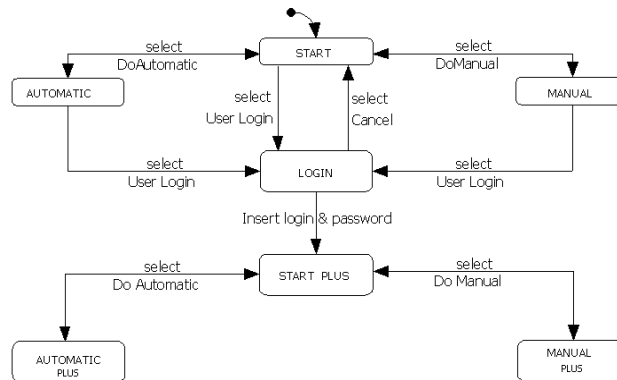 select
DoAutomatic
START
select
DoManual
AUTOMATIC
select
User Login
select
Cancel
MANUAL
select
User Login
LOGIN
select
User Login
Insert login & password
select
Do Automatic
START PLUS
select
Do Manual
AUTOMATIC
PLUS
MANUAL
PLUS